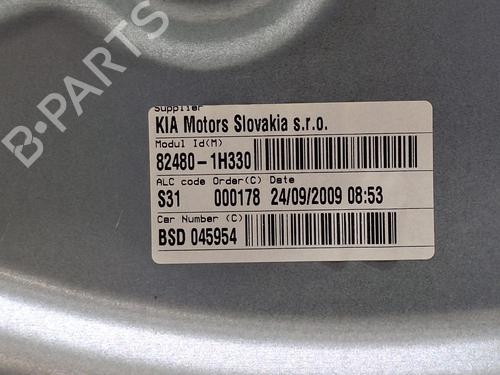 Supplier
KIA Motors Slovakia s.r.o.
Modul Id(M)
82480-1H330
ALC code Order(C) Date
S31 000178 24/09/2009 08:53
Car Number (C)
BSD 045954
B-PARTS